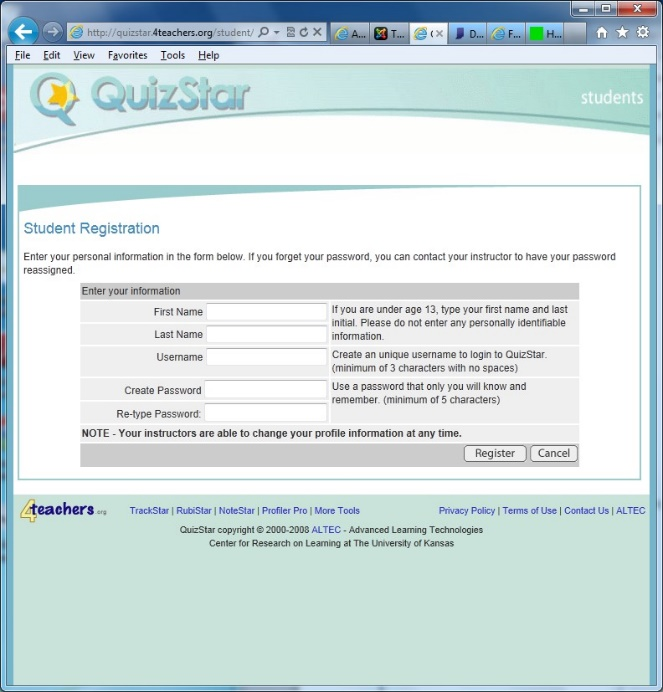 http://quizstar.4teachers.org/student/
A...
T...
(×
D...
F...
H...
File Edit View Favorites Tools Help
QuizStar
students
Student Registration
Enter your personal information in the form below. If you forget your password, you can contact your instructor to have your password
reassigned.
Enter your information
First Name
If you are under age 13, type your first name and last
initial. Please do not enter any personally identifiable
information.
Last Name
Username
Create an unique username to login to QuizStar.
(minimum of 3 characters with no spaces)
Create Password
Use a password that only you will know and
remember. (minimum of 5 characters)
Re-type Password:
NOTE - Your instructors are able to change your profile information at any time.
Register Cancel
4teachers.org TrackStar | RubiStar | NoteStar | Profiler Pro | More Tools Privacy Policy | Terms of Use | Contact Us | ALTEC
QuizStar copyright © 2000-2008 ALTEC - Advanced Learning Technologies
Center for Research on Learning at The University of Kansas